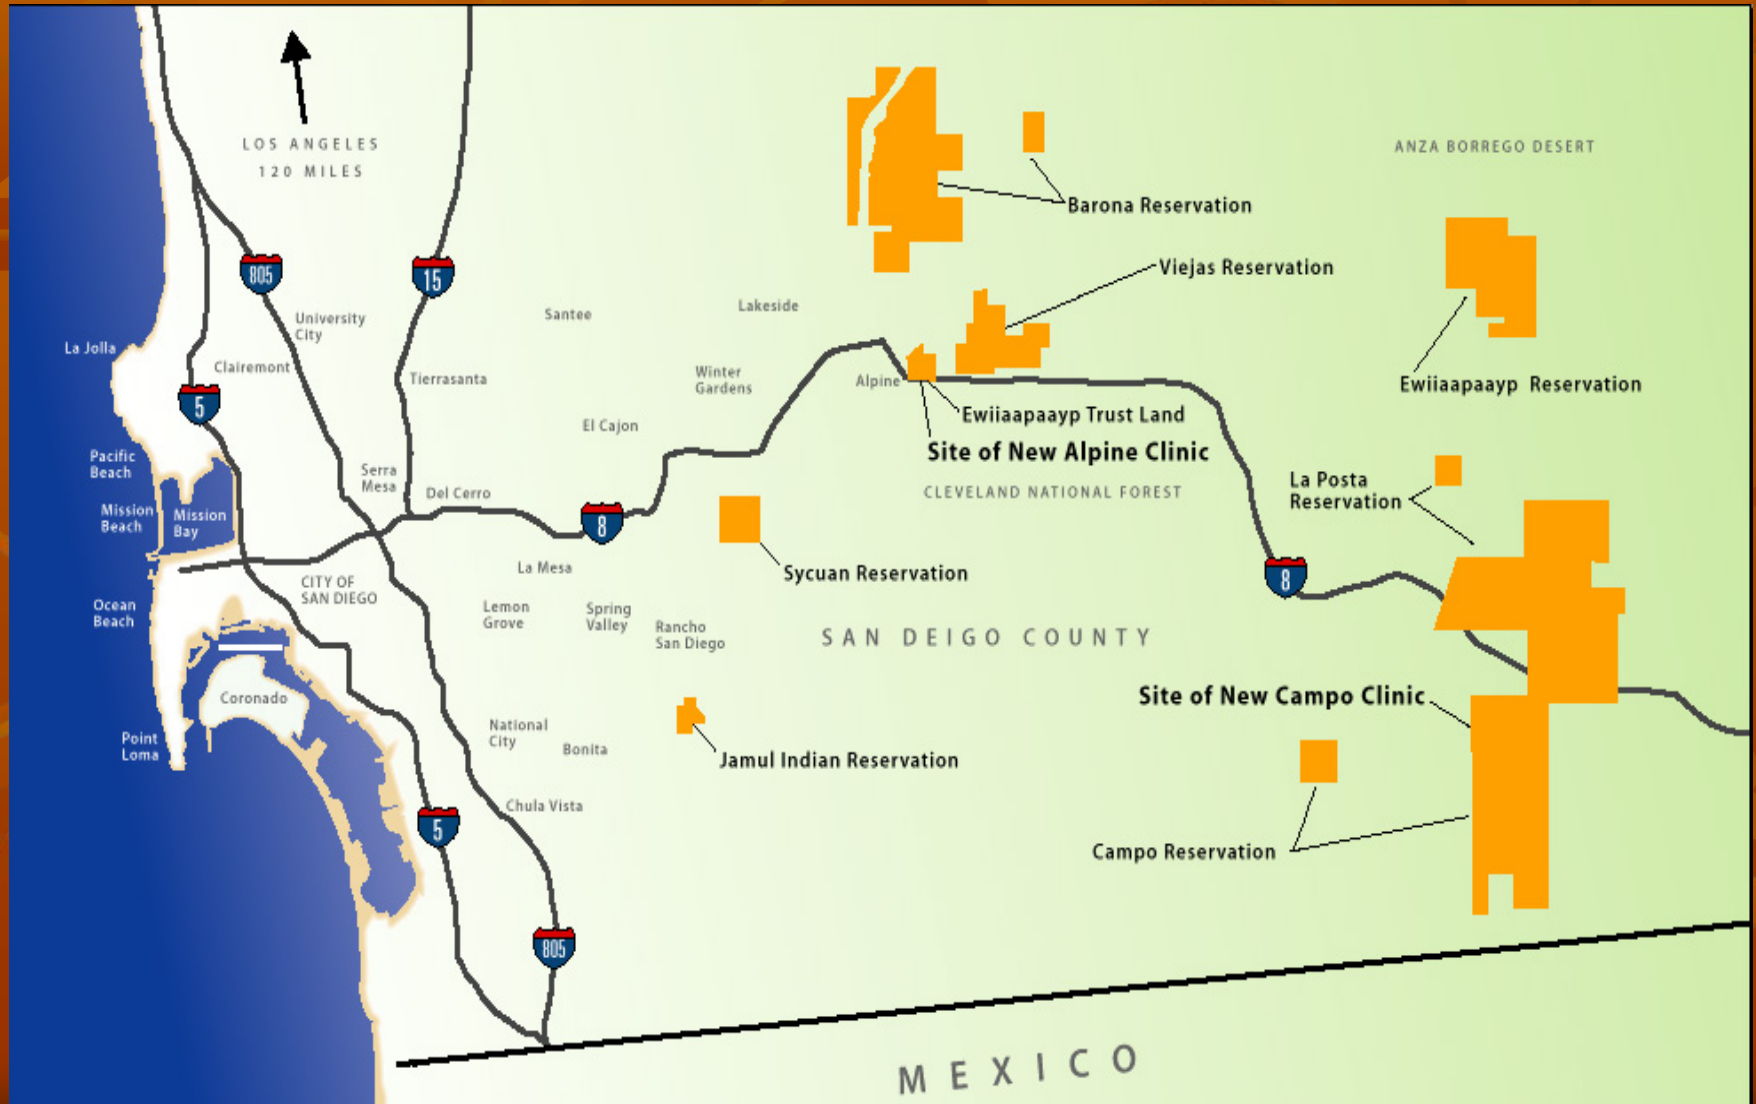 LOS ANGELES
120 MILES
ANZA BORREGO DESERT
Barona Reservation
805
15
Viejas Reservation
University
City
Santee
Lakeside
La Jolla
Clairemont
Tierrasanta
Winter
Gardens
Alpine
Ewiiaapaayp Reservation
5
Ewiiaapaayp Trust Land
El Cajon
Site of New Alpine Clinic
Pacific
Beach
Serra
Mesa
Del Cerro
CLEVELAND NATIONAL FOREST
La Posta
Reservation
Mission
Beach
Mission
Bay
8
La Mesa
Sycuan Reservation
8
CITY OF
SAN DIEGO
Ocean
Beach
Lemon
Grove
Spring
Valley
Rancho
San Diego
SAN DEIGO COUNTY
Coronado
Site of New Campo Clinic
Point
Loma
National
City
Bonita
Jamul Indian Reservation
Chula Vista
5
Campo Reservation
805
MEXICO